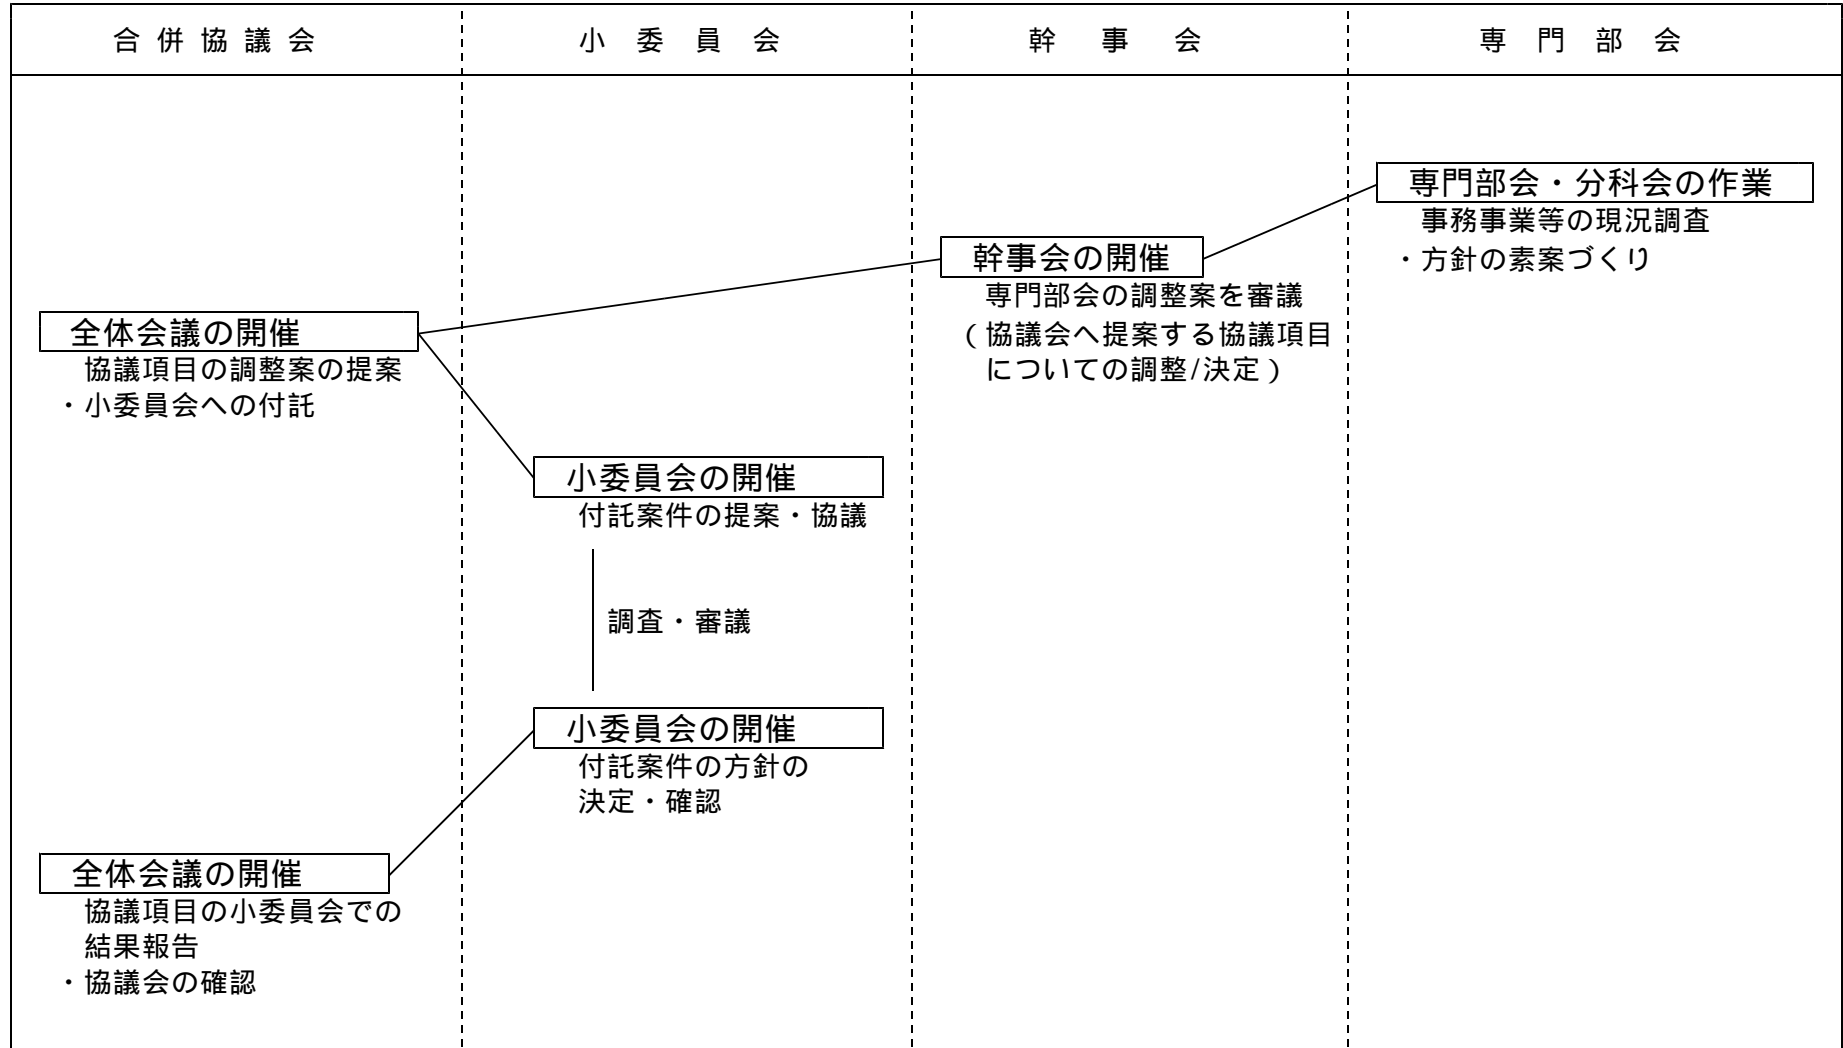 合併協議会
小委員会
幹事会
専門部会
専門部会・分科会の作業
事務事業等の現況調査
・方針の素案づくり
幹事会の開催
専門部会の調整案を審議
(協議会へ提案する協議項目
についての調整/決定)
全体会議の開催
協議項目の調整案の提案
・小委員会への付託
小委員会の開催
付託案件の提案・協議
調査・審議
小委員会の開催
付託案件の方針の
決定・確認
全体会議の開催
協議項目の小委員会での
結果報告
・協議会の確認